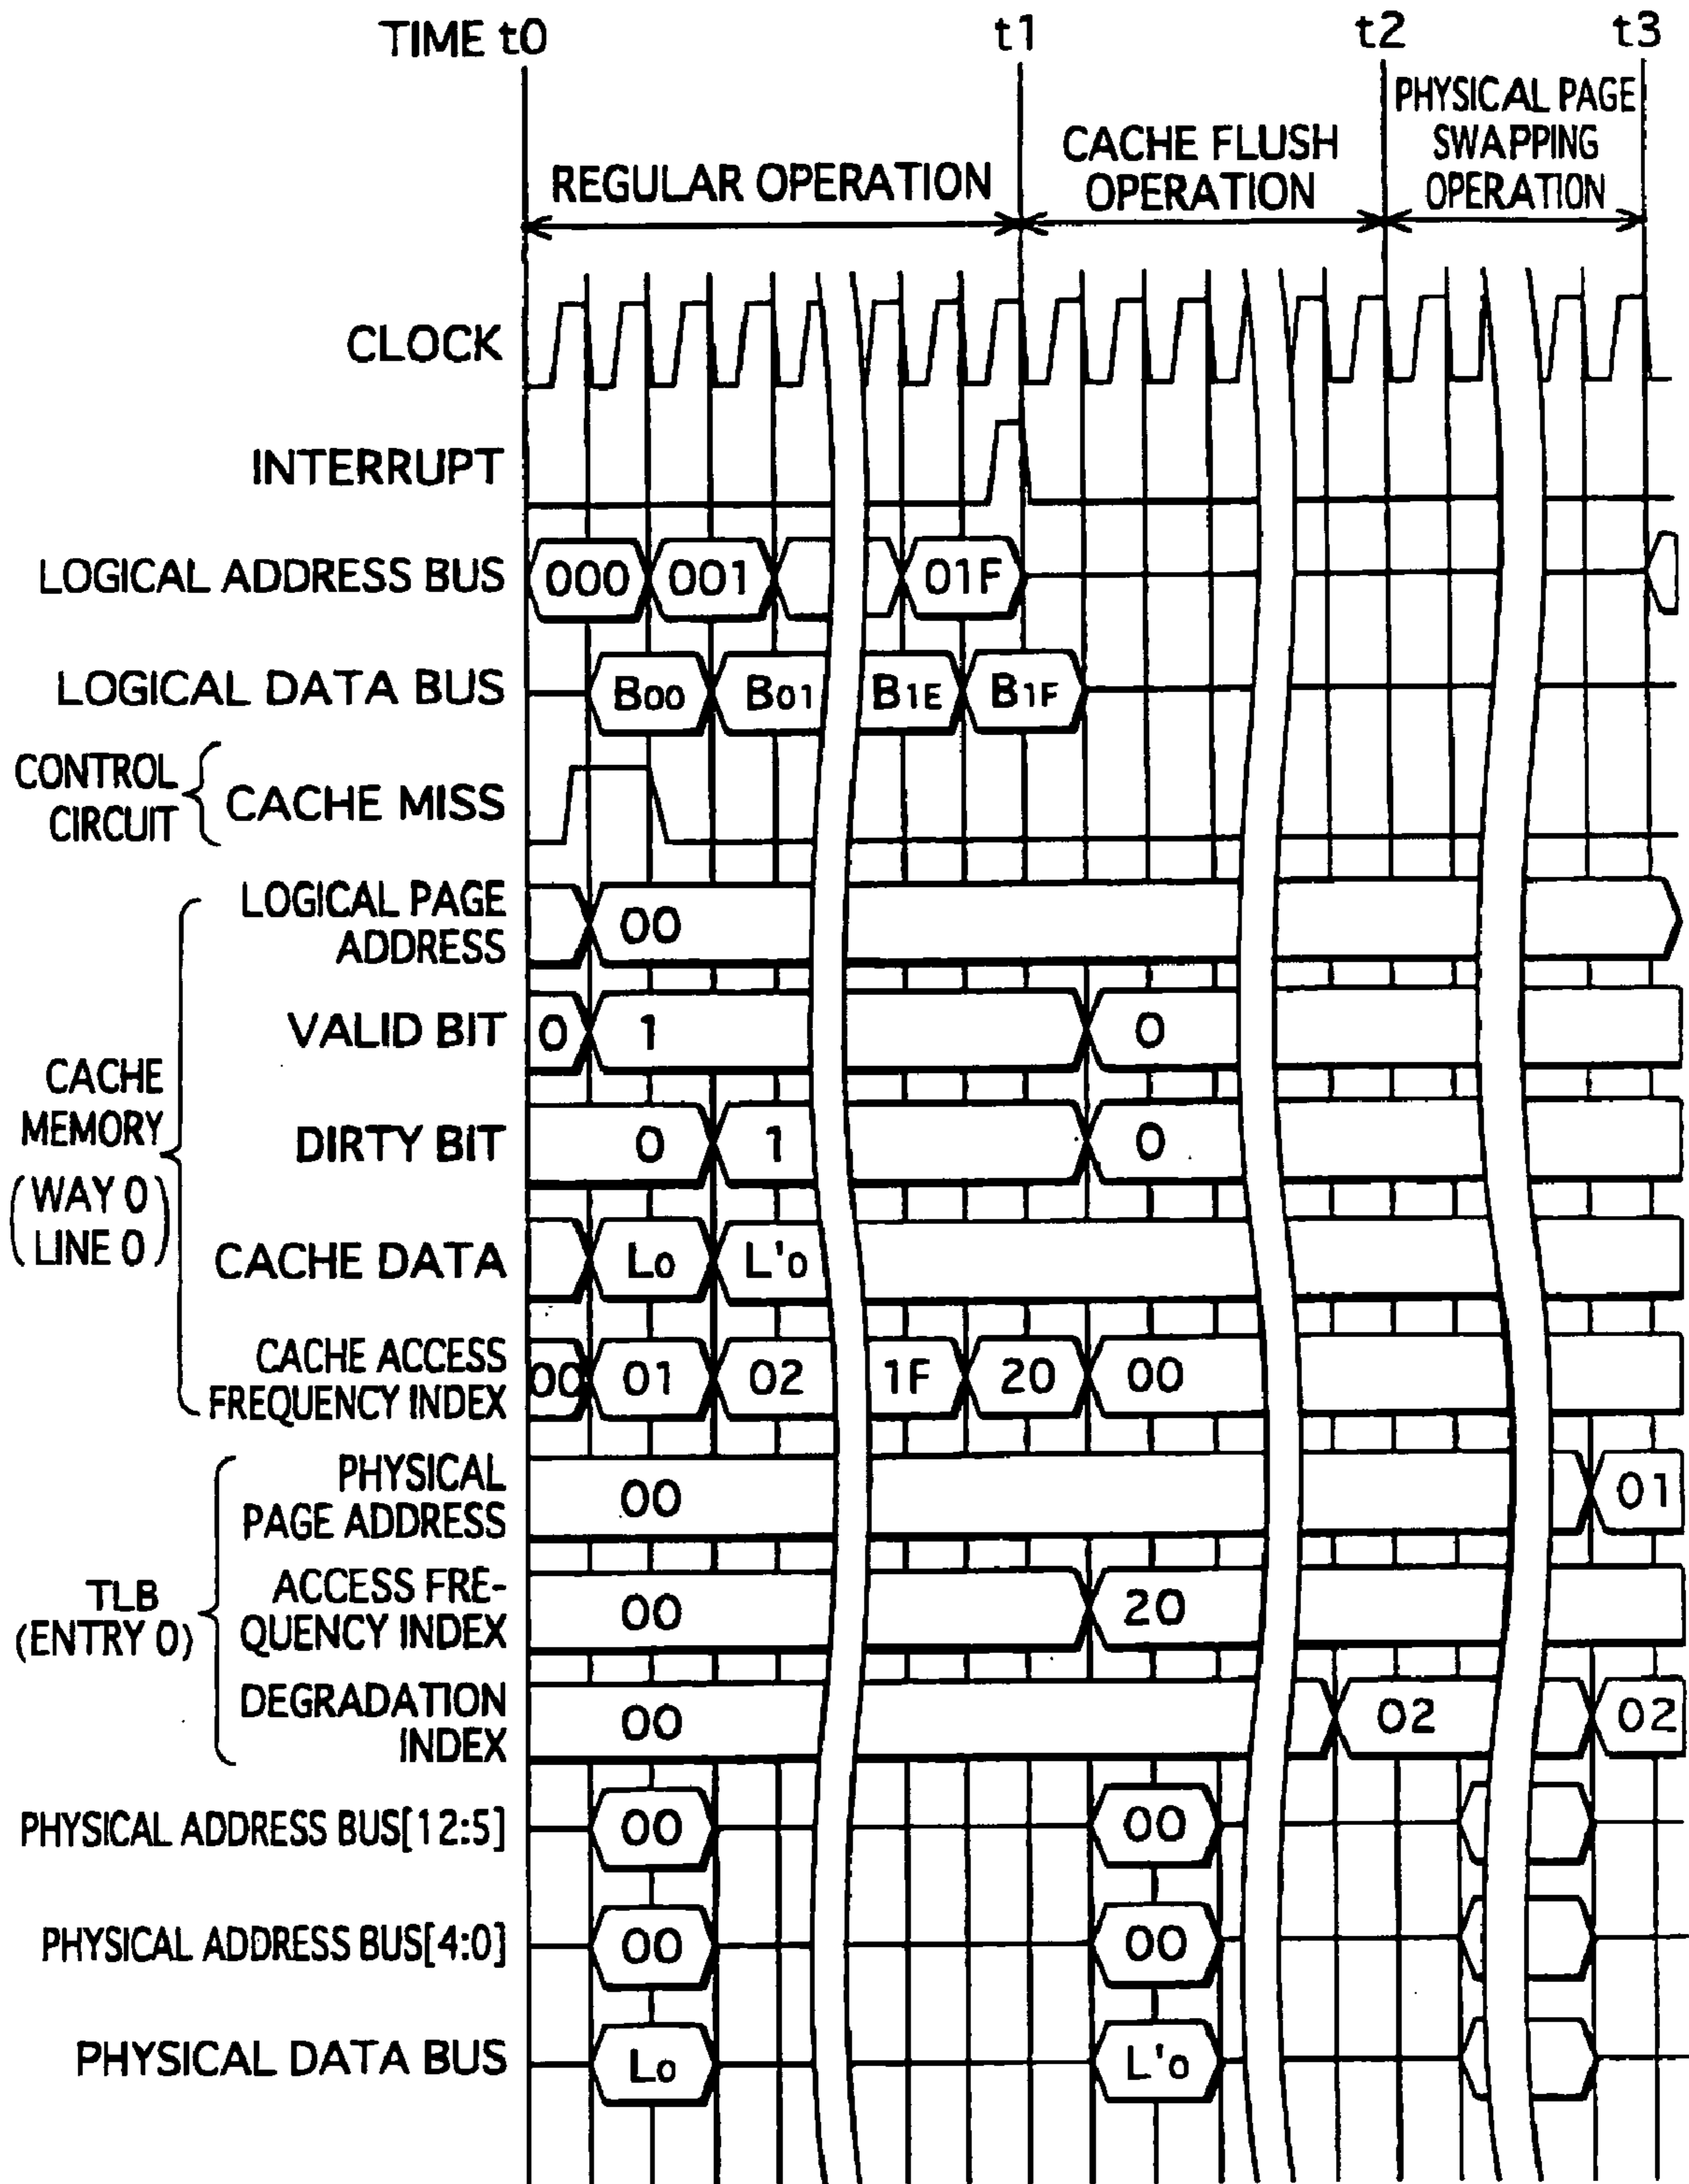 TIME t0 t1 t2 t3
REGULAR OPERATION
CACHE FLUSH
OPERATION
PHYSICAL PAGE
SWAPPING
OPERATION
CLOCK
INTERRUPT
LOGICAL ADDRESS BUS 000 001 01F
LOGICAL DATA BUS B00 B01 B1E B1F
CONTROL
CIRCUIT
CACHE MISS
CACHE
MEMORY
(WAY 0
LINE 0)
LOGICAL PAGE
ADDRESS
00
VALID BIT 0 1 0
DIRTY BIT 0 1 0
CACHE DATA L0 L'0
CACHE ACCESS
FREQUENCY INDEX
00 01 02 1F 20 00
TLB
(ENTRY 0)
PHYSICAL
PAGE ADDRESS
00 01
ACCESS FRE-
QUENCY INDEX
00 20
DEGRADATION
INDEX
00 02 02
PHYSICAL ADDRESS BUS[12:5] 00 00
PHYSICAL ADDRESS BUS[4:0] 00 00
PHYSICAL DATA BUS L0 L'0